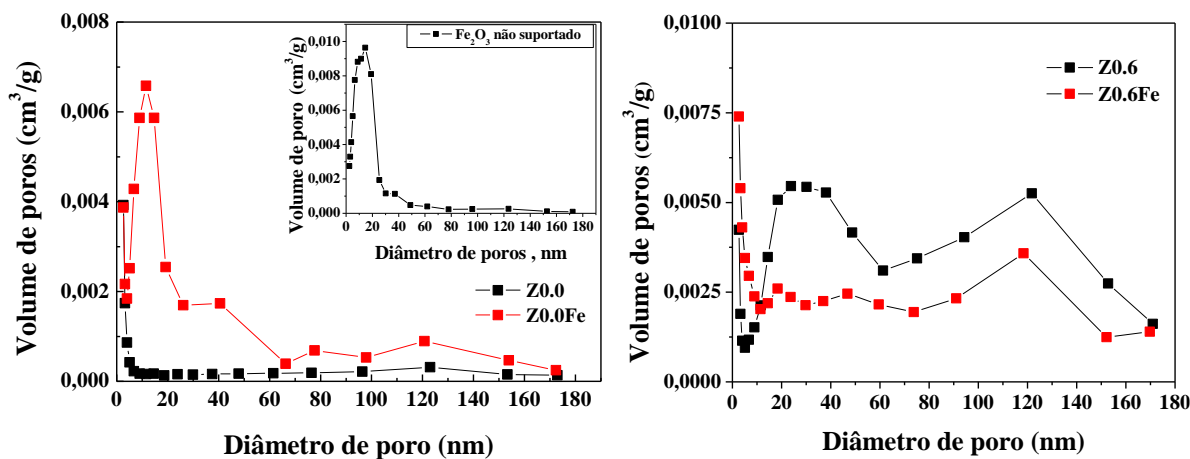 0,008
0,006
0,004
0,002
0,000
Volume de poros (cm³/g)
0 20 40 60 80 100 120 140 160 180
Diâmetro de poro (nm)
Z0.0
Z0.0Fe
Fe₂O₃ não suportado
0,010
0,008
0,006
0,004
0,002
0,000
Volume de poro (cm³/g)
0 20 40 60 80 100 120 140 160 180
Diâmetro de poros , nm
0,0100
0,0075
0,0050
0,0025
0,0000
Volume de poros (cm³/g)
0 20 40 60 80 100 120 140 160 180
Diâmetro de poro (nm)
Z0.6
Z0.6Fe